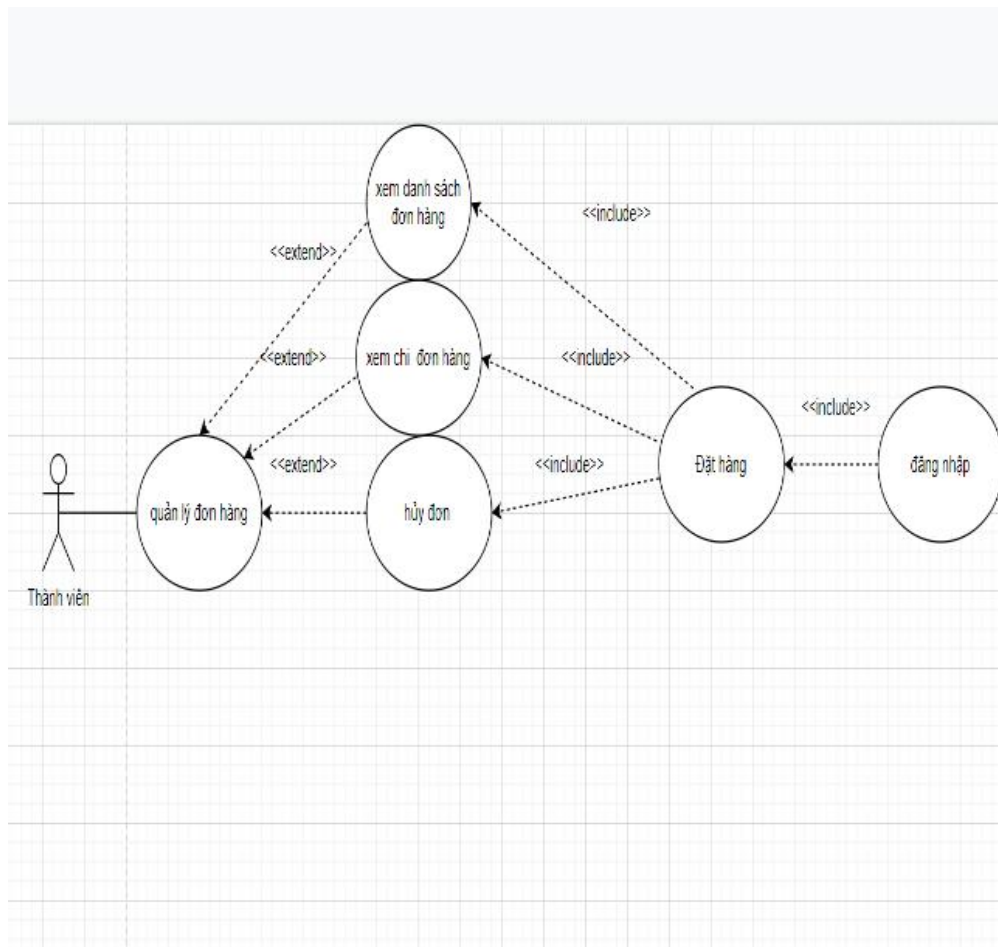 xem danh sách
đơn hàng
<<include>>
<<extend>>
<<extend>>
xem chi  đơn hàng
<<include>>
<<include>>
<<extend>>
<<include>>
Đặt hàng
đăng nhập
quản lý đơn hàng
hủy đơn
Thành viên